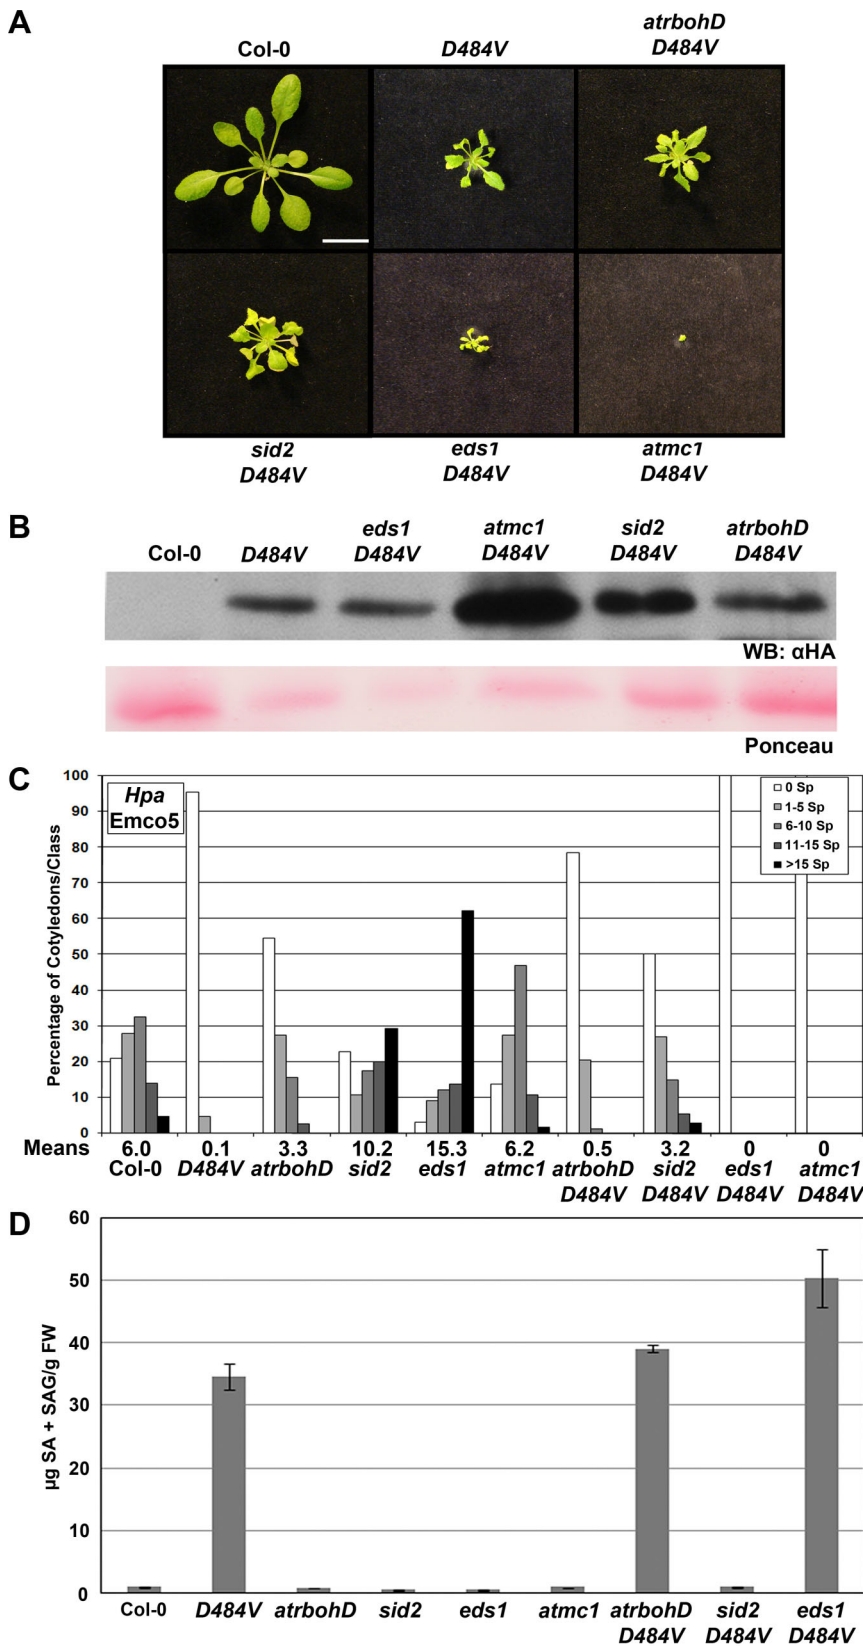 A
Col-0 D484V atrbohD
D484V
sid2
D484V eds1
D484V atmc1
D484V
B
Col-0 D484V eds1
D484V atmc1
D484V sid2
D484V atrbohD
D484V
WB: αHA
Ponceau
C
Percentage of Cotyledons/Class
100
90
80
70
60
50
40
30
20
10
0
Hpa
Emco5
0 Sp
1-5 Sp
6-10 Sp
11-15 Sp
>15 Sp
Means 6.0 0.1 3.3 10.2 15.3 6.2 0.5 3.2 0 0
Col-0 D484V atrbohD sid2 eds1 atmc1 atrbohD sid2 eds1 atmc1
D484V D484V D484V D484V
D
µg SA + SAG/g FW
60
50
40
30
20
10
0
Col-0 D484V atrbohD sid2 eds1 atmc1 atrbohD sid2 eds1
D484V D484V D484V